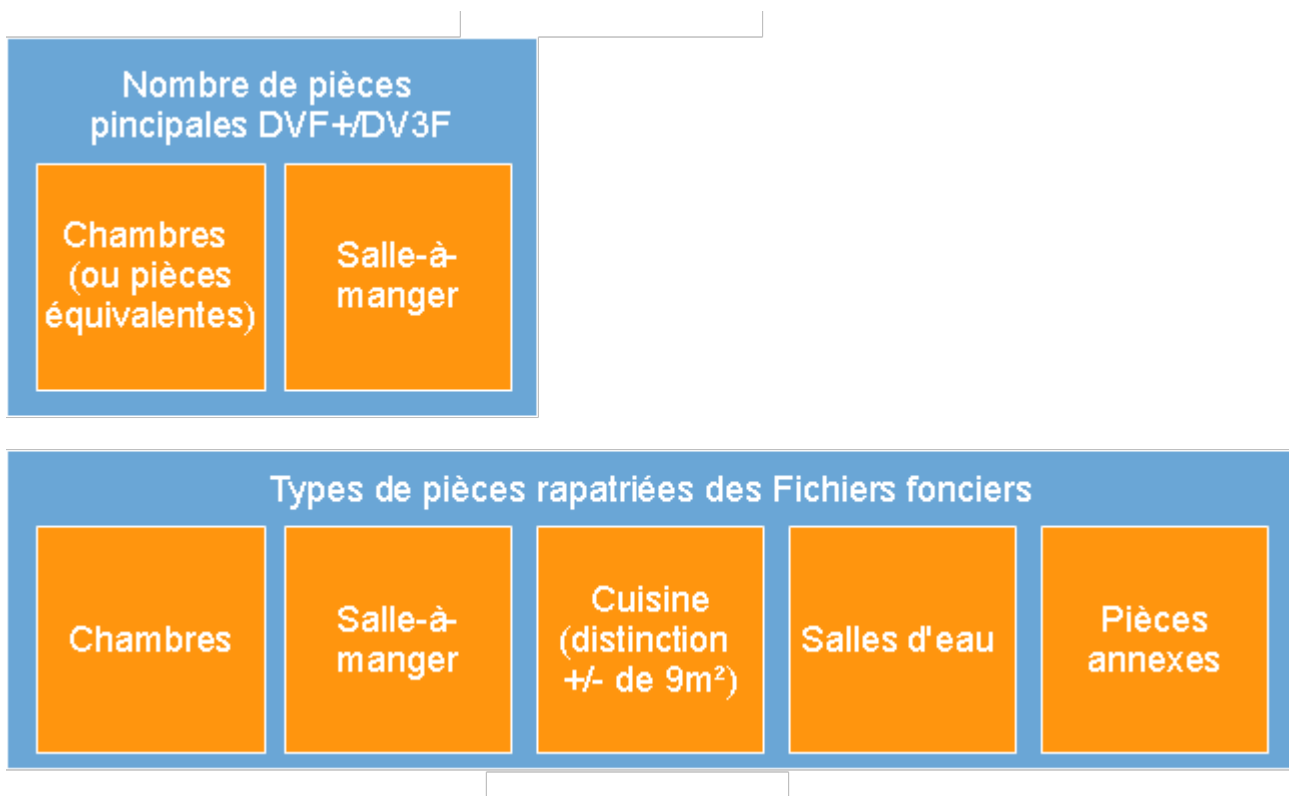 Nombre de pièces
pincipales DVF+/DV3F
Chambres
(ou pièces
équivalentes)
Salle-à-
manger
Types de pièces rapatriées des Fichiers fonciers
Chambres
Salle-à-
manger
Cuisine
(distinction
+/- de 9m²)
Salles d'eau
Pièces
annexes